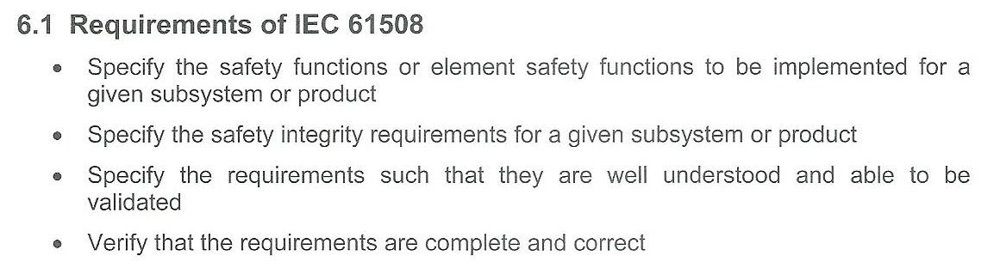 6.1 Requirements of IEC 61508
• Specify the safety functions or element safety functions to be implemented for a
given subsystem or product
• Specify the safety integrity requirements for a given subsystem or product
• Specify the requirements such that they are well understood and able to be
validated
• Verify that the requirements are complete and correct